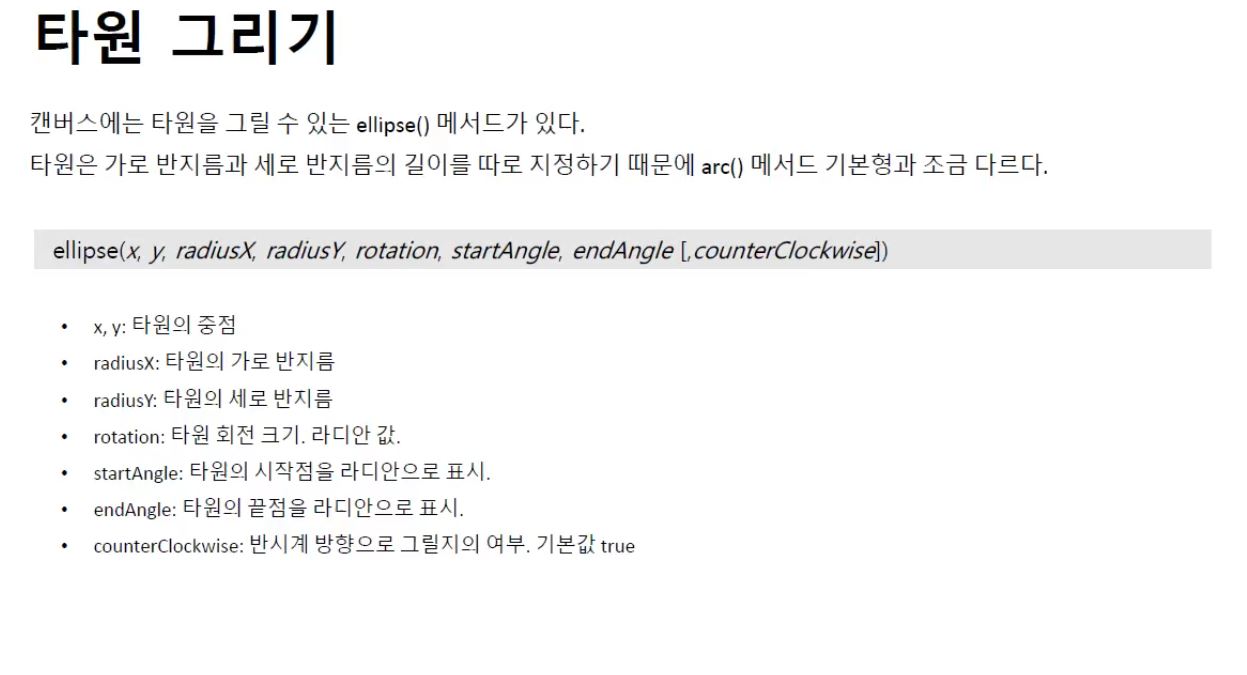 타원 그리기
캔버스에는 타원을 그릴 수 있는 ellipse() 메서드가 있다.
타원은 가로 반지름과 세로 반지름의 길이를 따로 지정하기 때문에 arc() 메서드 기본형과 조금 다르다.
ellipse(x, y, radiusX, radiusY, rotation, startAngle, endAngle [,counterClockwise])
• x, y: 타원의 중점
• radiusX: 타원의 가로 반지름
• radiusY: 타원의 세로 반지름
• rotation: 타원 회전 크기. 라디안 값.
• startAngle: 타원의 시작점을 라디안으로 표시.
• endAngle: 타원의 끝점을 라디안으로 표시.
• counterClockwise: 반시계 방향으로 그릴지의 여부. 기본값 true